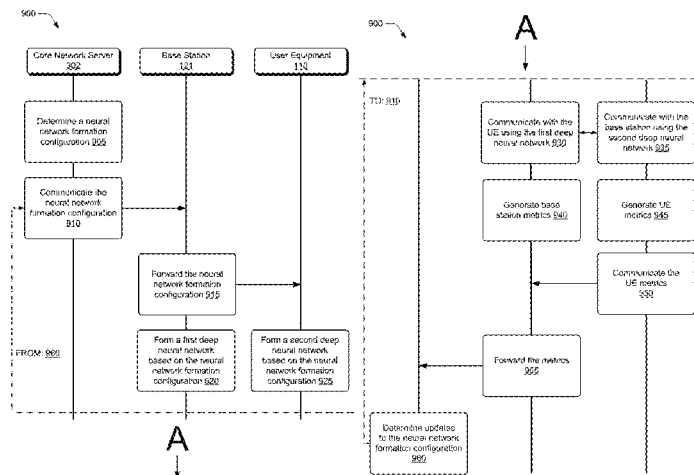 900
Core Network Server
302
Base Station
121
User Equipment
110
Determine a neural
network formation
configuration 905
Communicate the
neural network
formation configuration
910
Forward the neural
network formation
configuration 915
FROM: 960
Form a first deep
neural network
based on the neural
network formation
configuration 920
Form a second deep
neural network
based on the neural
network formation
configuration 925
A
900
A
TO: 910
Communicate with
the UE using the
first deep
neural network 930
Communicate with the
base station using the
second deep neural
network 935
Generate base
station metrics 940
Generate UE
metrics 945
Communicate the
UE metrics
950
Forward the metrics
955
Determine updates
to the neural network
formation configuration
960